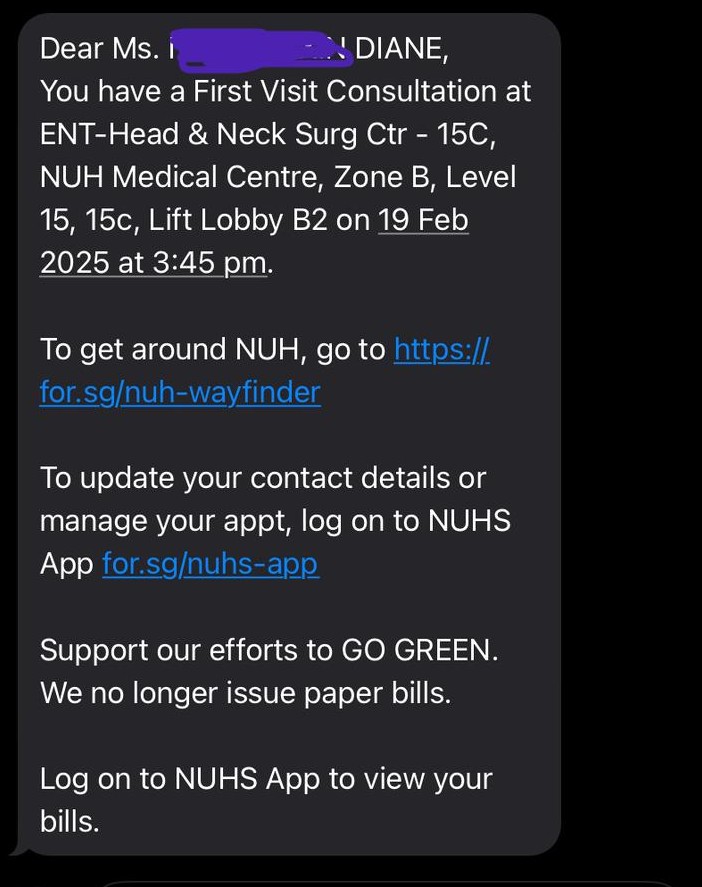 Dear Ms. DIANE,
You have a First Visit Consultation at
ENT-Head & Neck Surg Ctr - 15C,
NUH Medical Centre, Zone B, Level
15, 15c, Lift Lobby B2 on 19 Feb
2025 at 3:45 pm.
To get around NUH, go to https://
for.sg/nuh-wayfinder
To update your contact details or
manage your appt, log on to NUHS
App for.sg/nuhs-app
Support our efforts to GO GREEN.
We no longer issue paper bills.
Log on to NUHS App to view your
bills.